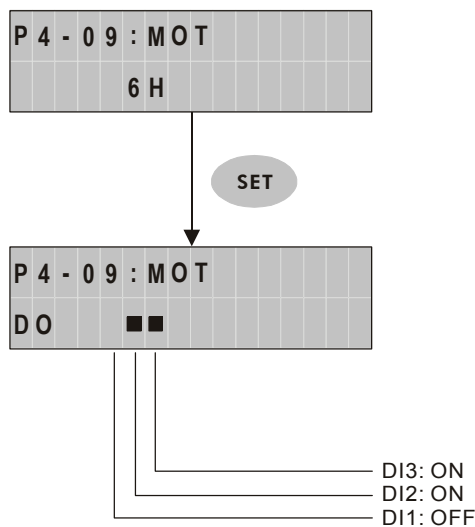 P4-09:MOT
6H
SET
P4-09:MOT
DO ■■
DI3: ON
DI2: ON
DI1: OFF